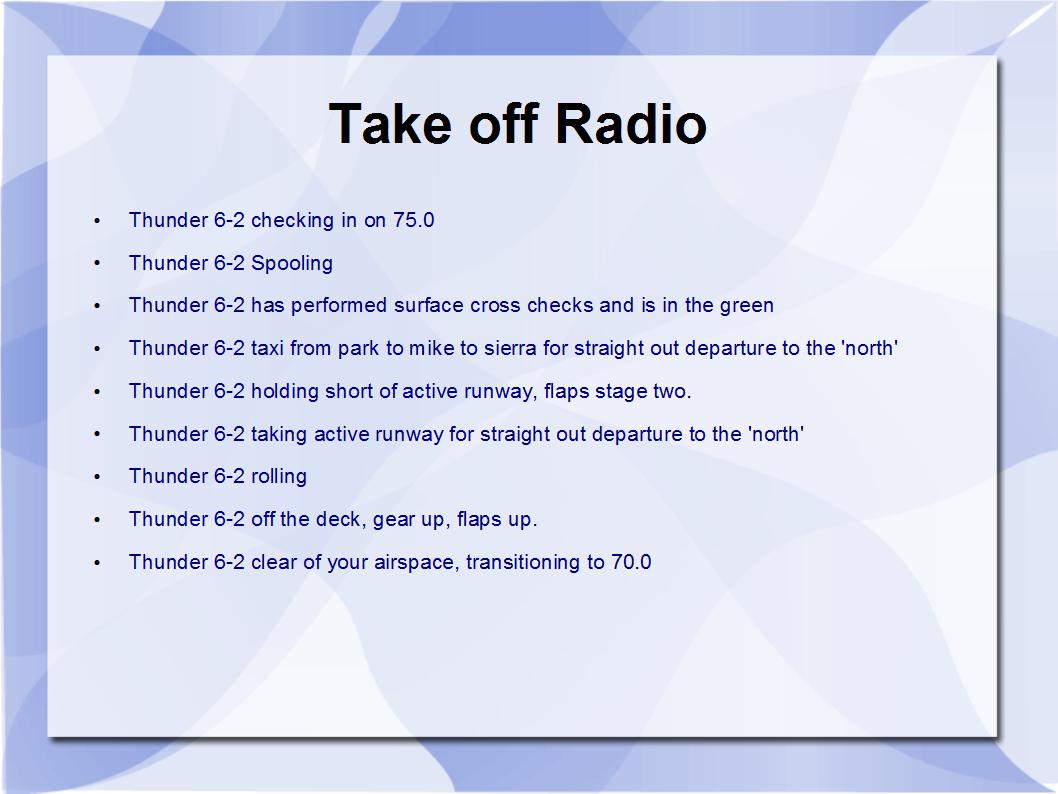 Take off Radio
• Thunder 6-2 checking in on 75.0
• Thunder 6-2 Spooling
• Thunder 6-2 has performed surface cross checks and is in the green
• Thunder 6-2 taxi from park to mike to sierra for straight out departure to the 'north'
• Thunder 6-2 holding short of active runway, flaps stage two.
• Thunder 6-2 taking active runway for straight out departure to the 'north'
• Thunder 6-2 rolling
• Thunder 6-2 off the deck, gear up, flaps up.
• Thunder 6-2 clear of your airspace, transitioning to 70.0